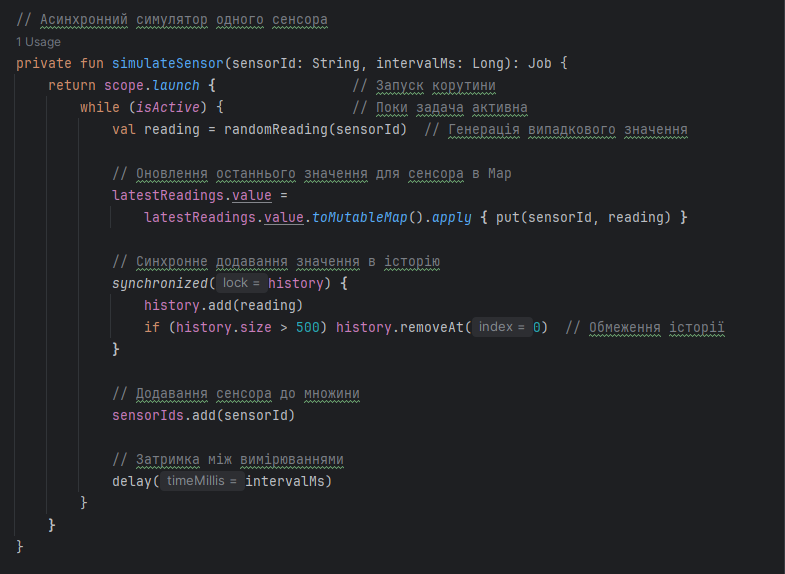 // Асинхронний симулятор одного сенсора
1 Usage
private fun simulateSensor(sensorId: String, intervalMs: Long): Job {
return scope.launch { // Запуск корутини
while (isActive) { // Поки задача активна
val reading = randomReading(sensorId) // Генерація випадкового значення
// Оновлення останнього значення для сенсора в Map
latestReadings.value =
latestReadings.value.toMutableMap().apply { put(sensorId, reading) }
// Синхронне додавання значення в історію
synchronized( lock = history) {
history.add(reading)
if (history.size > 500) history.removeAt( index = 0) // Обмеження історії
}
// Додавання сенсора до множини
sensorIds.add(sensorId)
// Затримка між вимірюваннями
delay( timeMillis = intervalMs)
}
}
}